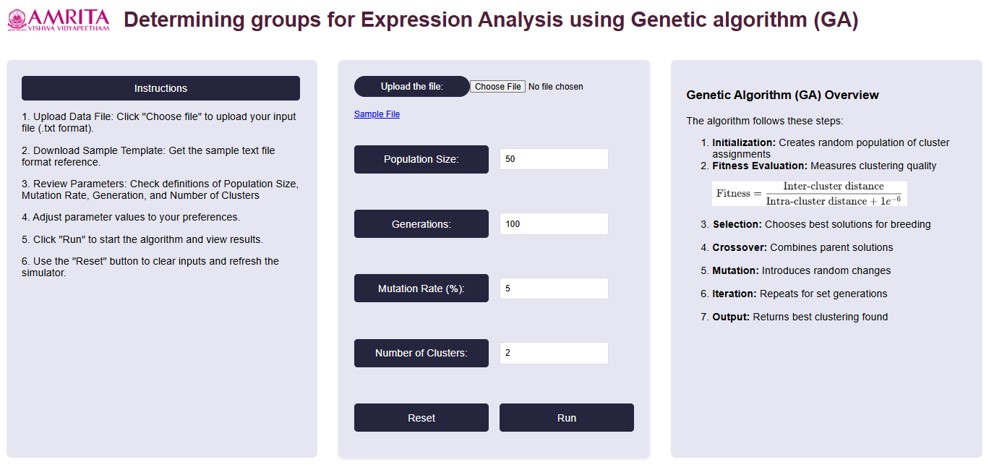 AMRITA
VISHWA VIDYAPEETHAM
Determining groups for Expression Analysis using Genetic algorithm (GA)
Instructions
1. Upload Data File: Click "Choose file" to upload your input
file (.txt format).
2. Download Sample Template: Get the sample text file
format reference.
3. Review Parameters: Check definitions of Population Size,
Mutation Rate, Generation, and Number of Clusters
4. Adjust parameter values to your preferences.
5. Click "Run" to start the algorithm and view results.
6. Use the "Reset" button to clear inputs and refresh the
simulator.
Upload the file: Choose File No file chosen
Sample File
Population Size: 50
Generations: 100
Mutation Rate (%): 5
Number of Clusters: 2
Reset Run
Genetic Algorithm (GA) Overview
The algorithm follows these steps:
1. Initialization: Creates random population of cluster
assignments
2. Fitness Evaluation: Measures clustering quality
Fitness = Inter-cluster distance / Intra-cluster distance + 1e⁻⁶
3. Selection: Chooses best solutions for breeding
4. Crossover: Combines parent solutions
5. Mutation: Introduces random changes
6. Iteration: Repeats for set generations
7. Output: Returns best clustering found